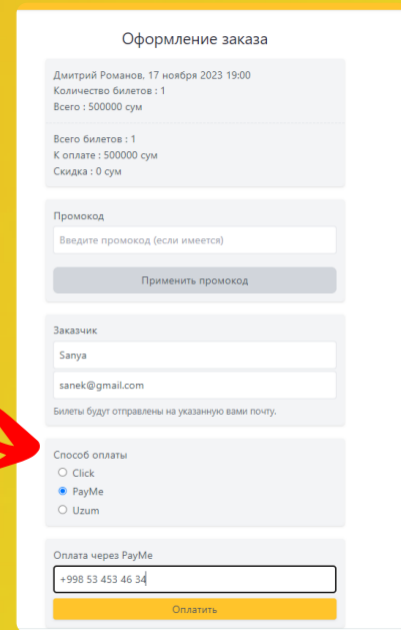 Оформление заказа
Дмитрий Романов, 17 ноября 2023 19:00
Количество билетов : 1
Всего : 500000 сум
Всего билетов : 1
К оплате : 500000 сум
Скидка : 0 сум
Промокод
Введите промокод (если имеется)
Применить промокод
Заказчик
Sanya
sanek@gmail.com
Билеты будут отправлены на указанную вами почту.
Способ оплаты
Click
PayMe
Uzum
Оплата через PayMe
+998 53 453 46 34
Оплатить